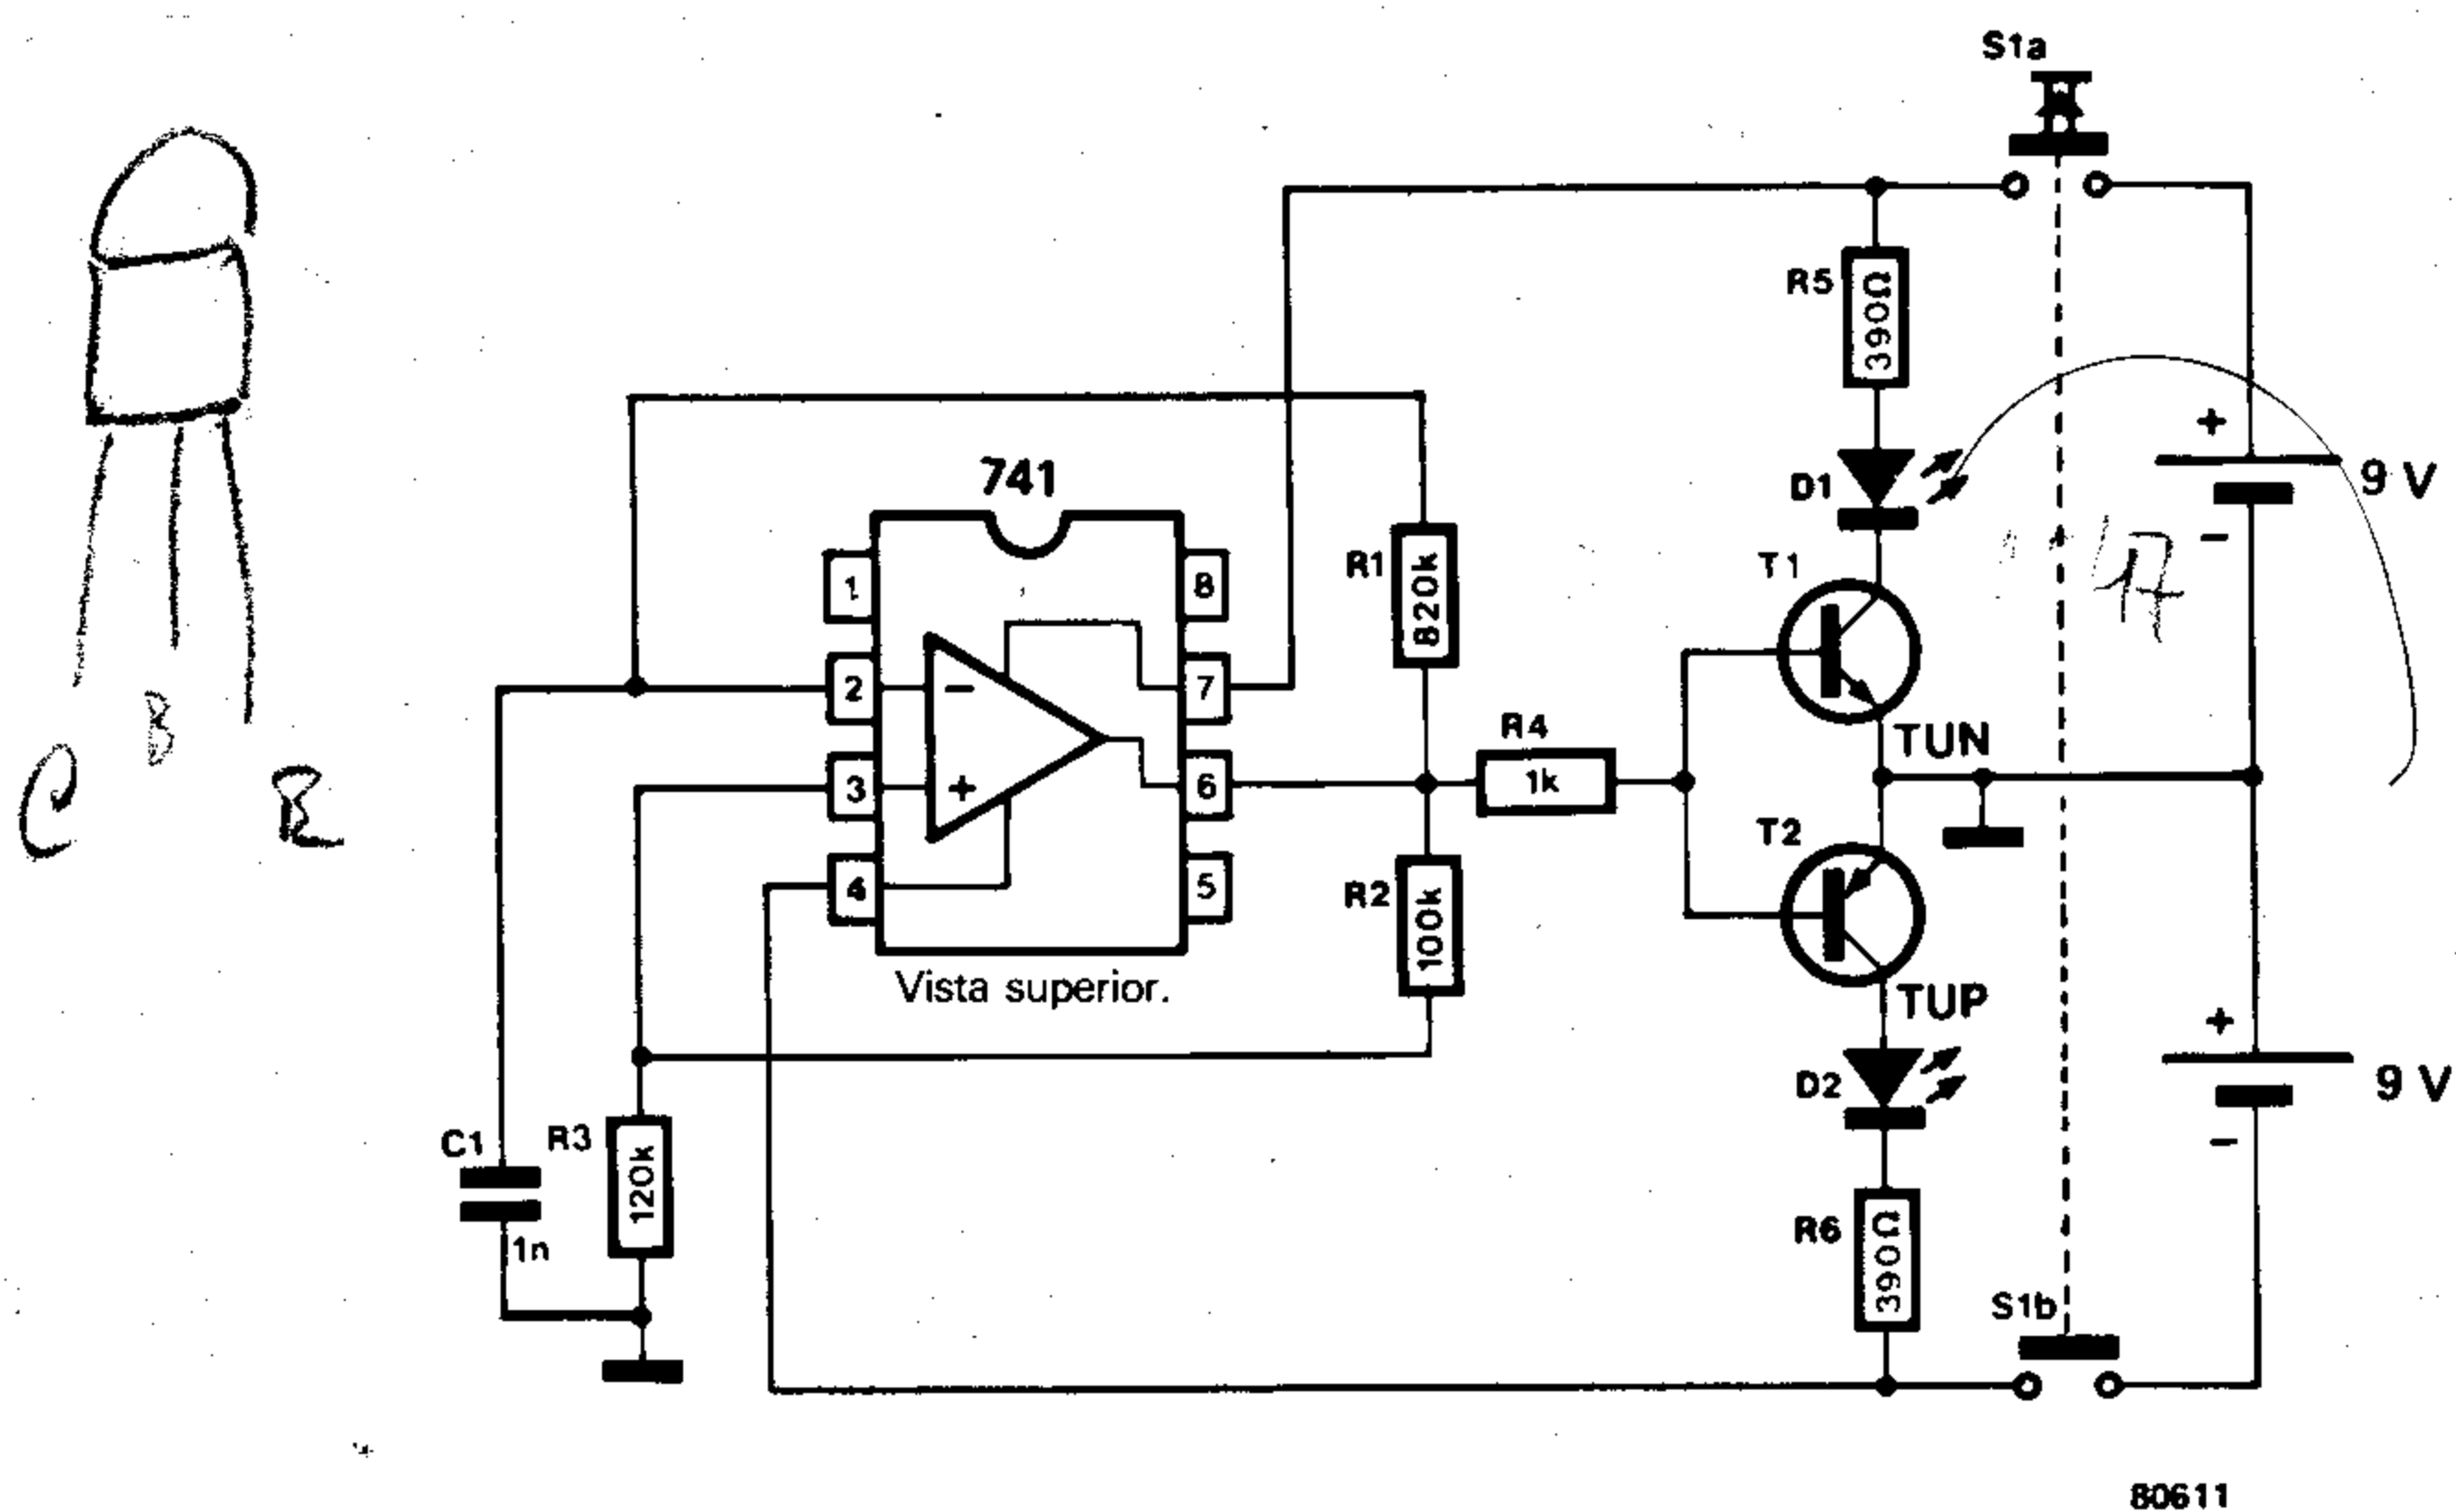 S1a
R5
390Ω
D1
+
9 V
-
17
741
1
8
R1
820k
T1
2
-
7
B
TUN
C
E
3
+
6
R4
1k
T2
4
5
R2
100k
Vista superior.
TUP
+
D2
9 V
-
C1
1n
R3
120k
R6
390Ω
S1b
80611